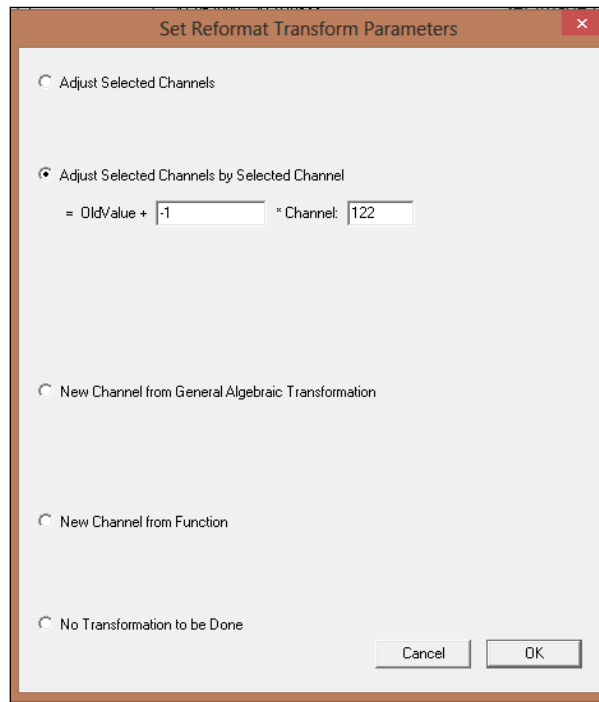 Set Reformat Transform Parameters
Adjust Selected Channels
Adjust Selected Channels by Selected Channel
= OldValue + -1 * Channel: 122
New Channel from General Algebraic Transformation
New Channel from Function
No Transformation to be Done
Cancel OK